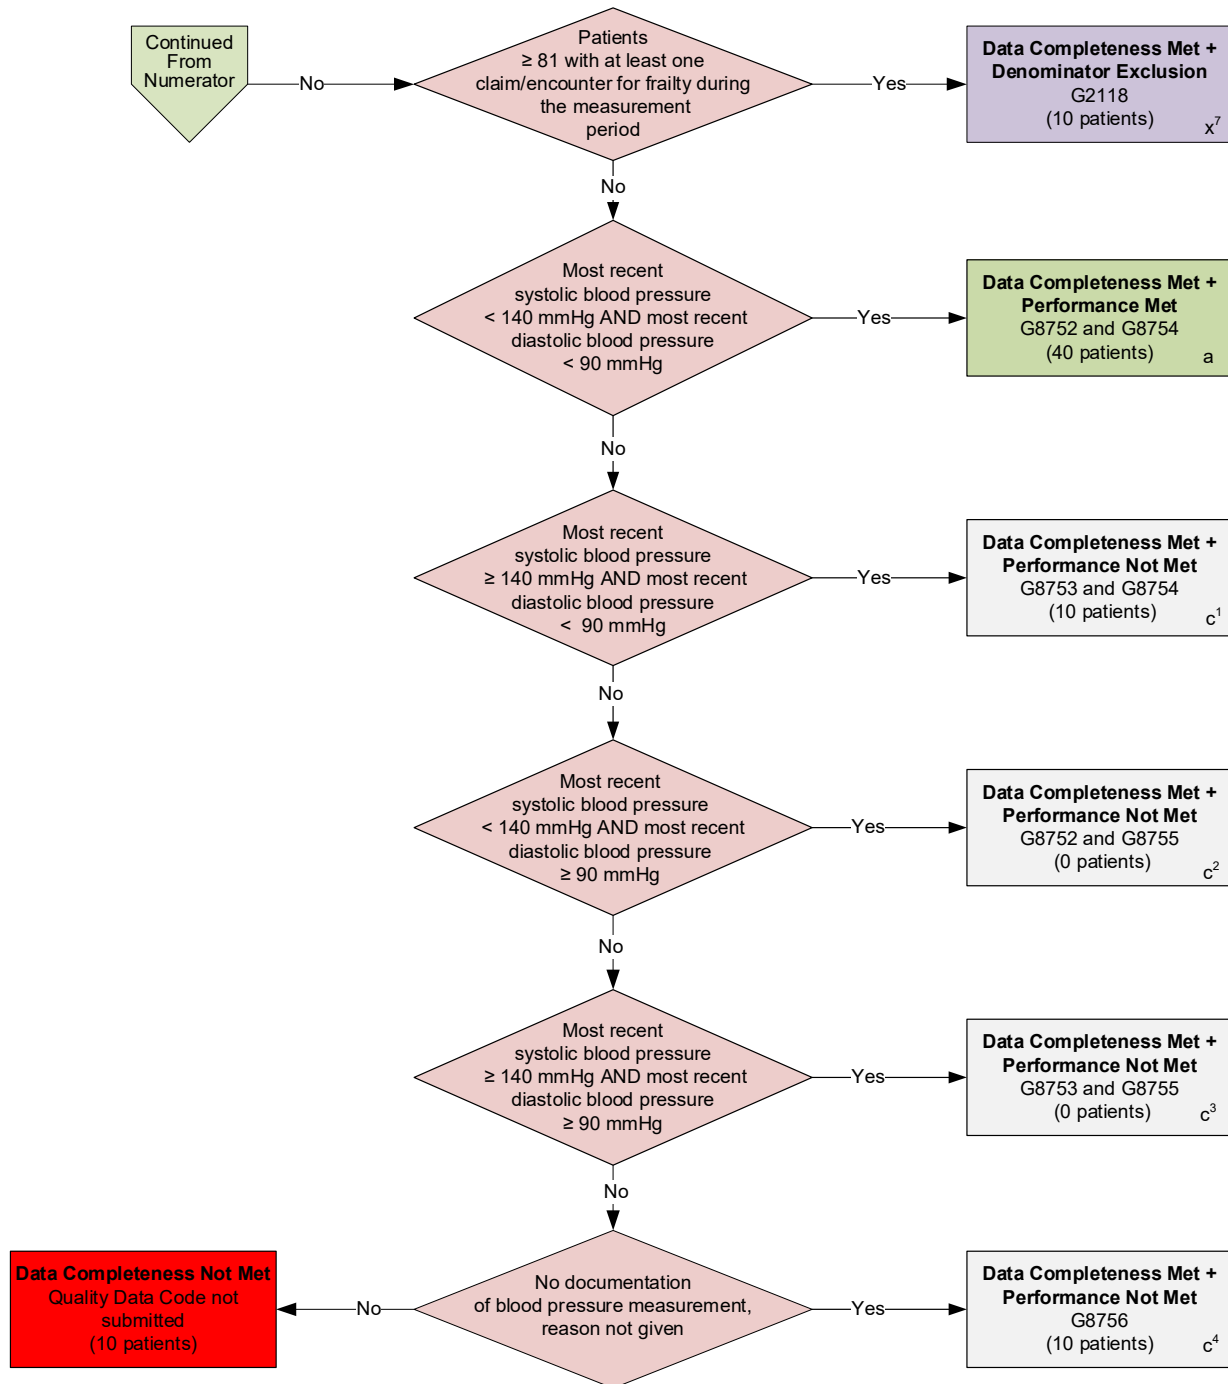 Continued
From
Numerator
No
Patients
≥ 81 with at least one
claim/encounter for frailty during
the measurement
period
Yes
Data Completeness Met +
Denominator Exclusion
G2118
(10 patients)
x⁷
No
Most recent
systolic blood pressure
< 140 mmHg AND most recent
diastolic blood pressure
< 90 mmHg
Yes
Data Completeness Met +
Performance Met
G8752 and G8754
(40 patients)
a
No
Most recent
systolic blood pressure
≥ 140 mmHg AND most recent
diastolic blood pressure
< 90 mmHg
Yes
Data Completeness Met +
Performance Not Met
G8753 and G8754
(10 patients)
c¹
No
Most recent
systolic blood pressure
< 140 mmHg AND most recent
diastolic blood pressure
≥ 90 mmHg
Yes
Data Completeness Met +
Performance Not Met
G8752 and G8755
(0 patients)
c²
No
Most recent
systolic blood pressure
≥ 140 mmHg AND most recent
diastolic blood pressure
≥ 90 mmHg
Yes
Data Completeness Met +
Performance Not Met
G8753 and G8755
(0 patients)
c³
No
Data Completeness Not Met
Quality Data Code not
submitted
(10 patients)
No
No documentation
of blood pressure measurement,
reason not given
Yes
Data Completeness Met +
Performance Not Met
G8756
(10 patients)
c⁴